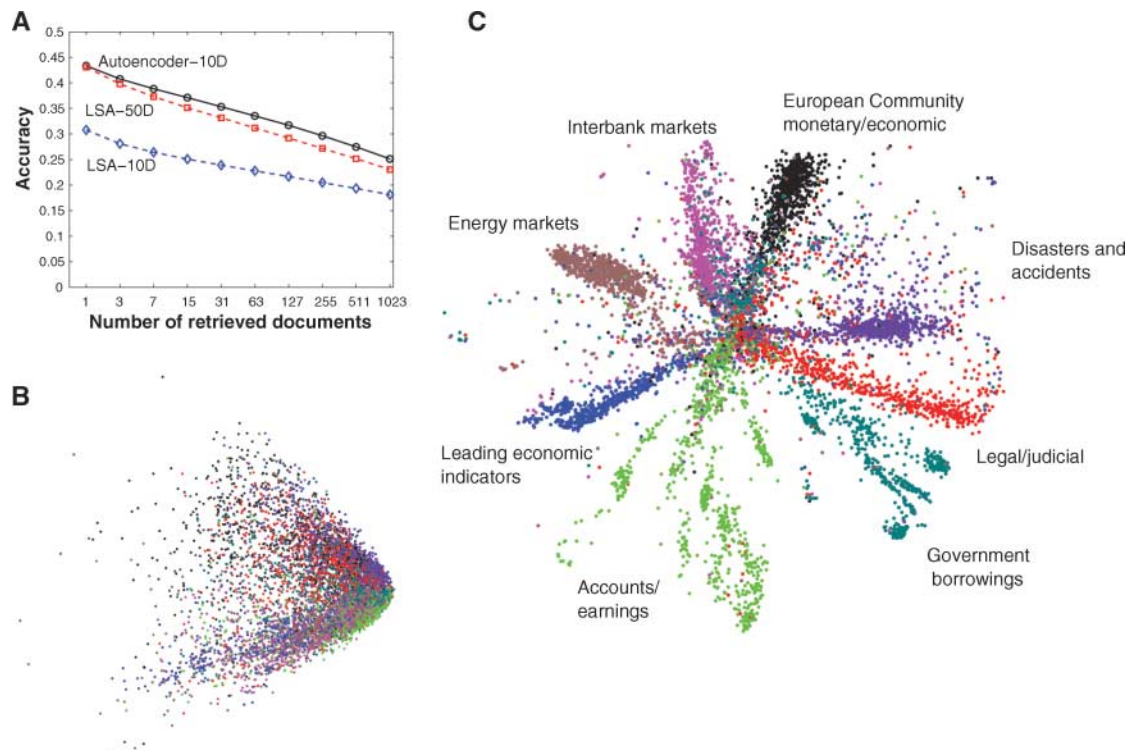 A
Accuracy
0.5
0.45
0.4
0.35
0.3
0.25
0.2
0.15
0.1
0.05
0
Autoencoder-10D
LSA-50D
LSA-10D
1 3 7 15 31 63 127 255 511 1023
Number of retrieved documents
B
C
European Community
monetary/economic
Interbank markets
Energy markets
Disasters and
accidents
Leading economic
indicators
Legal/judicial
Government
borrowings
Accounts/
earnings